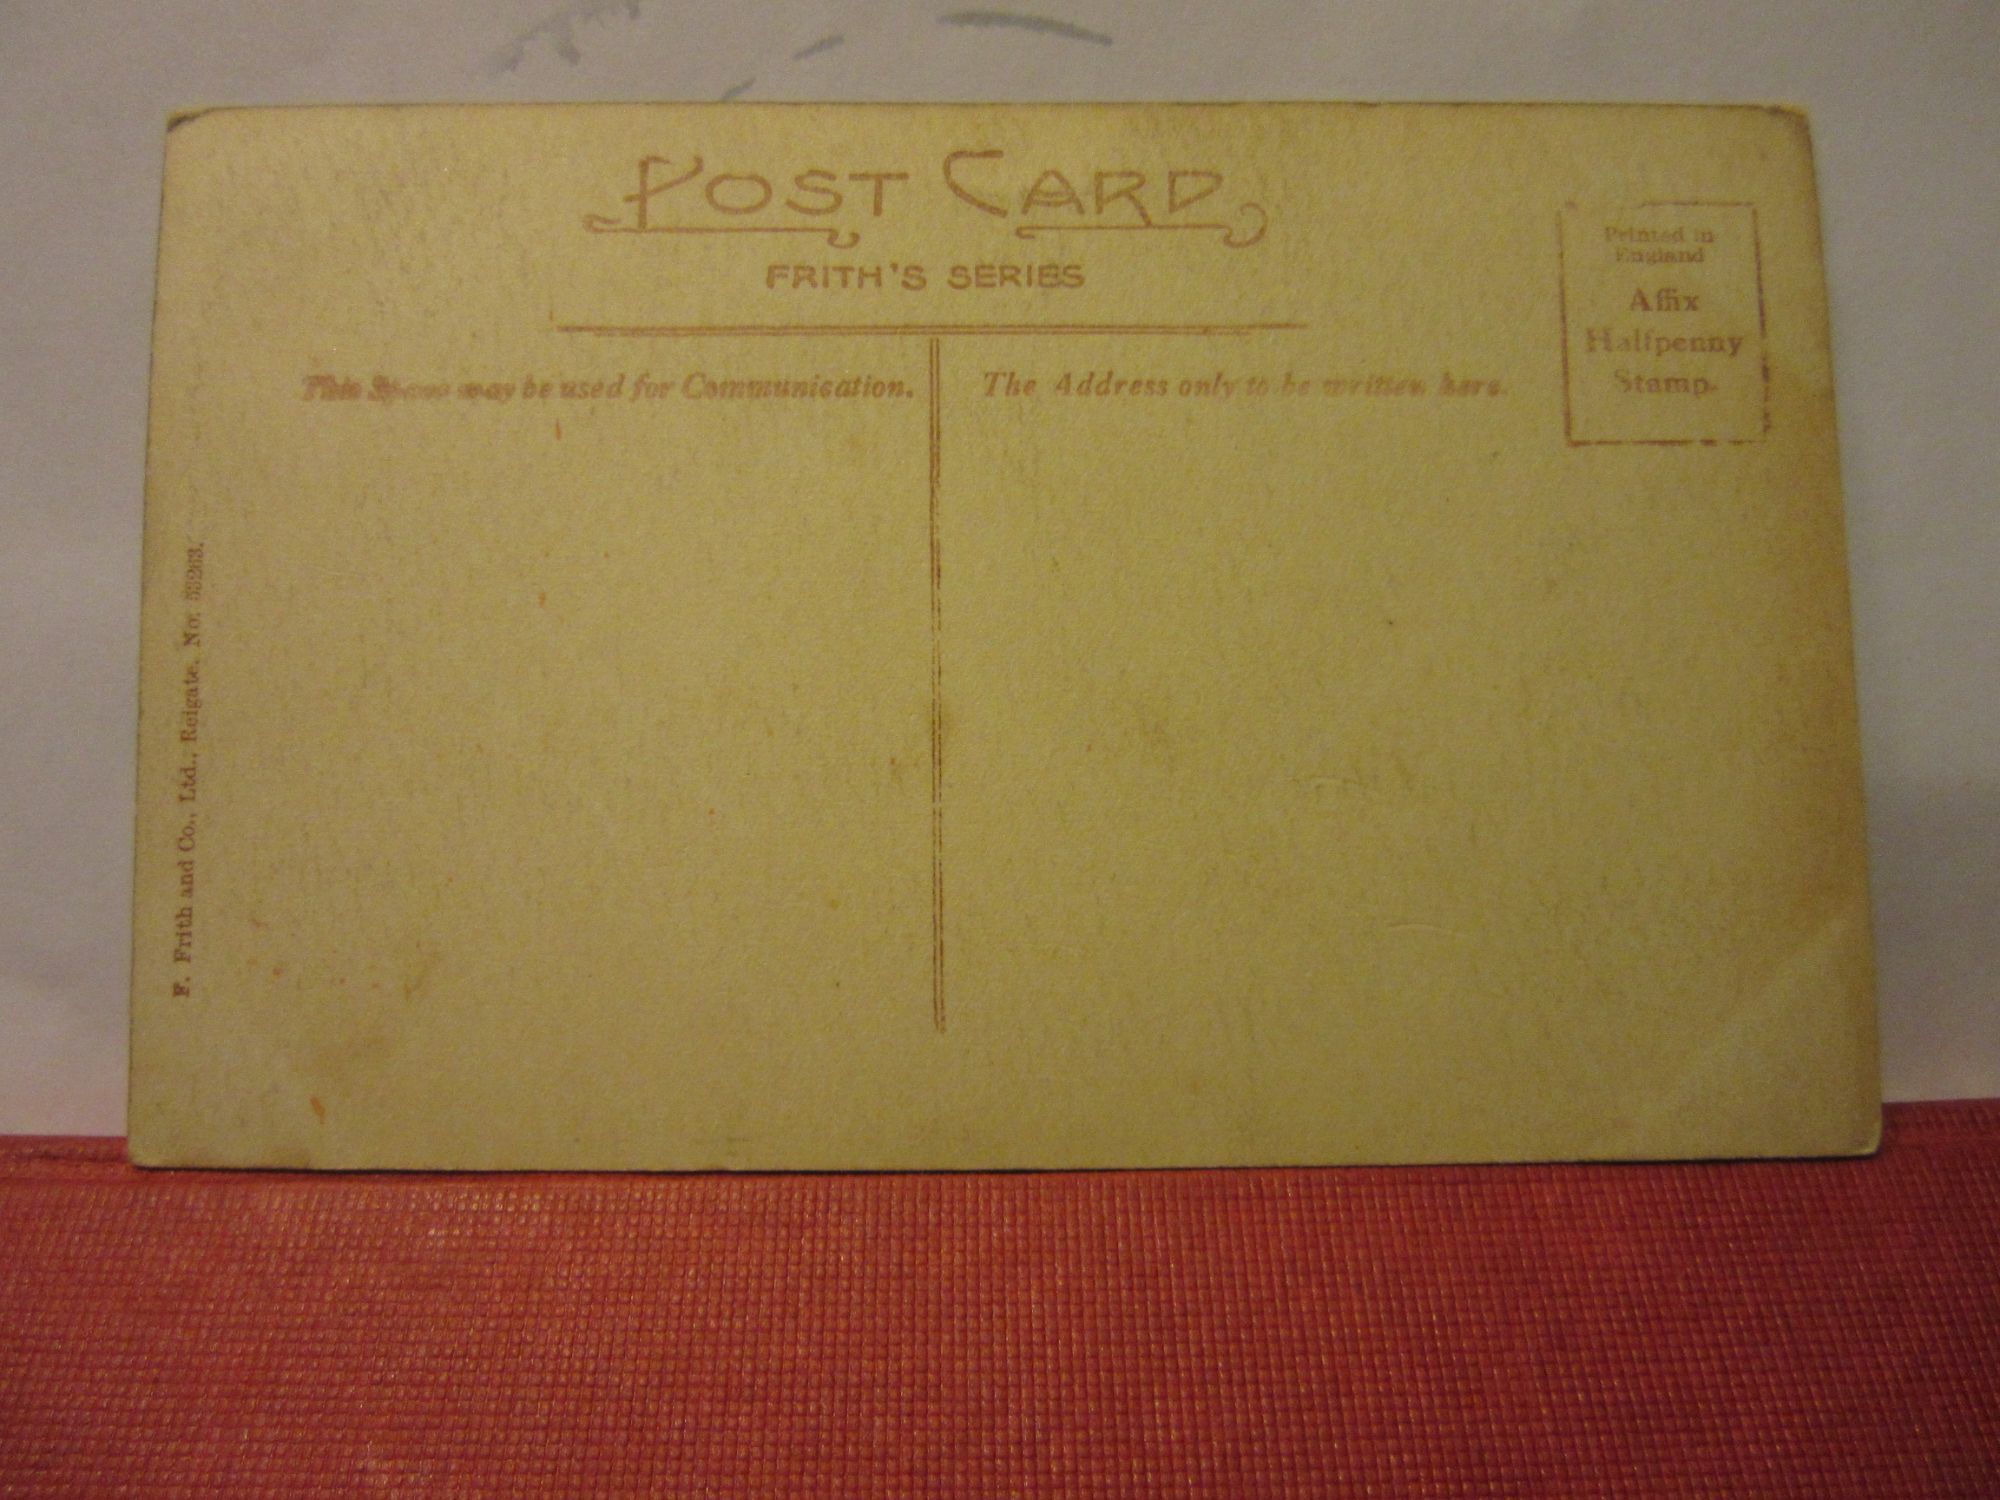 POST CARD
FRITH'S SERIES
Printed in
England
Affix
Halfpenny
Stamp.
This Space may be used for Communication.
The Address only to be written here.
F. Frith and Co., Ltd., Reigate. No. 53263.